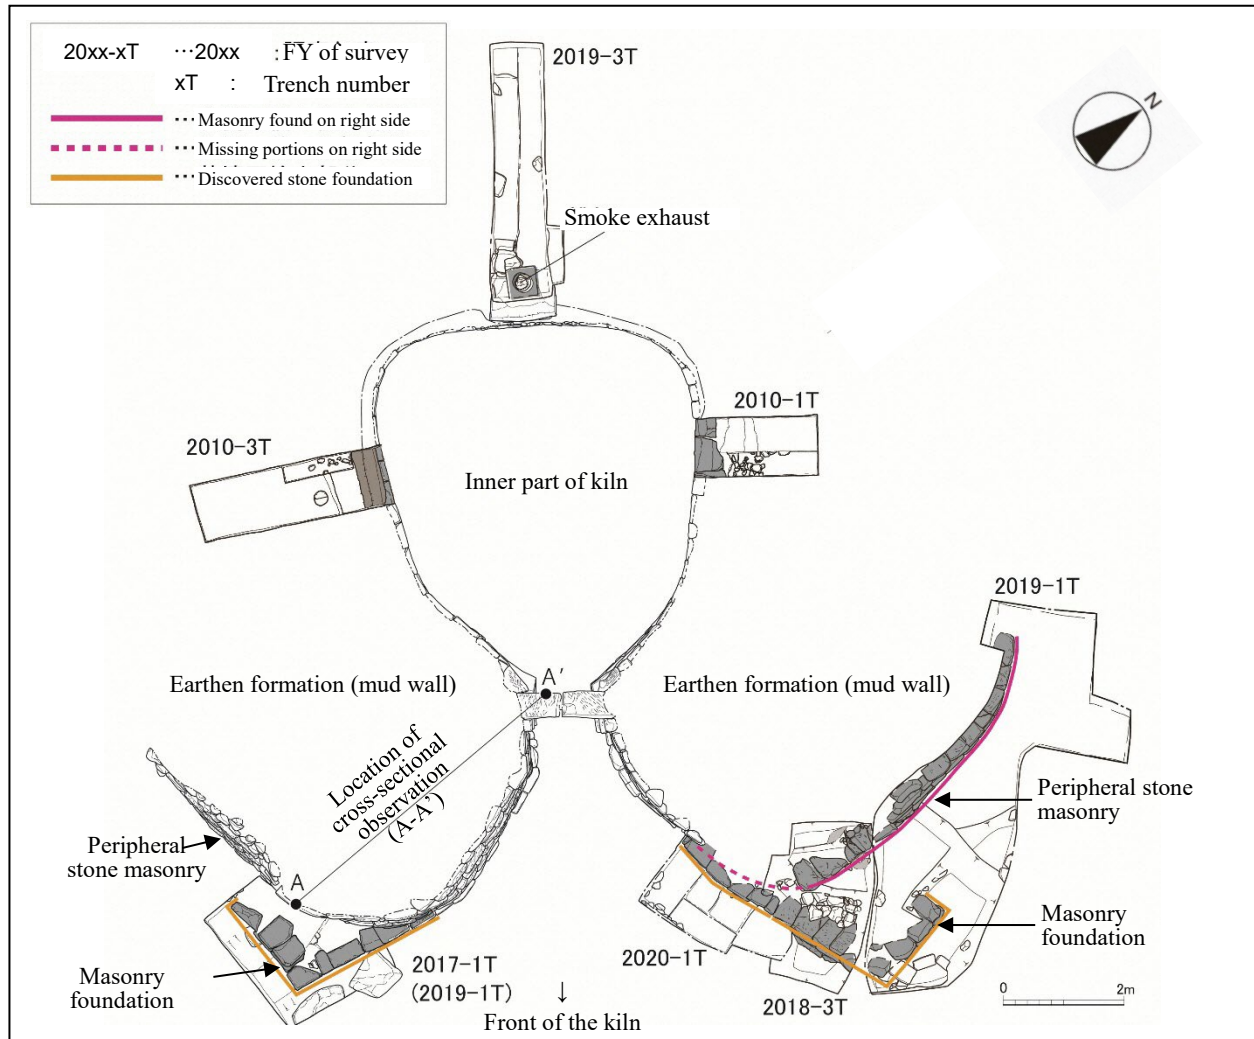 20xx-xT …20xx : FY of survey
xT : Trench number
… Masonry found on right side
… Missing portions on right side
… Discovered stone foundation
2019-3T
N
Smoke exhaust
2010-1T
2010-3T
Inner part of kiln
2019-1T
Earthen formation (mud wall)
A’
Earthen formation (mud wall)
Location of
cross-sectional
observation
(A-A’)
Peripheral stone
masonry
Peripheral
stone masonry
A
Masonry
foundation
2020-1T
2017-1T
(2019-1T)
Masonry
foundation
↓
Front of the kiln
2018-3T
0 2m